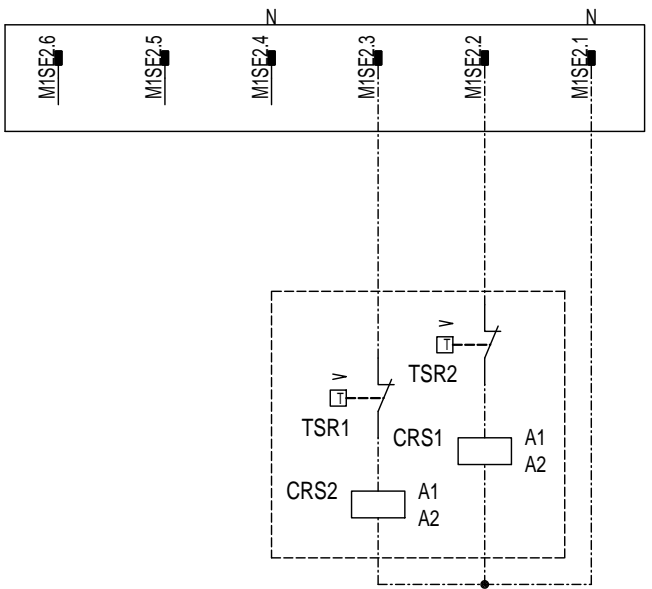 N
N
M1SE2.6
M1SE2.5
M1SE2.4
M1SE2.3
M1SE2.2
M1SE2.1
>
T
TSR2
>
T
TSR1
CRS1
A1
A2
CRS2
A1
A2